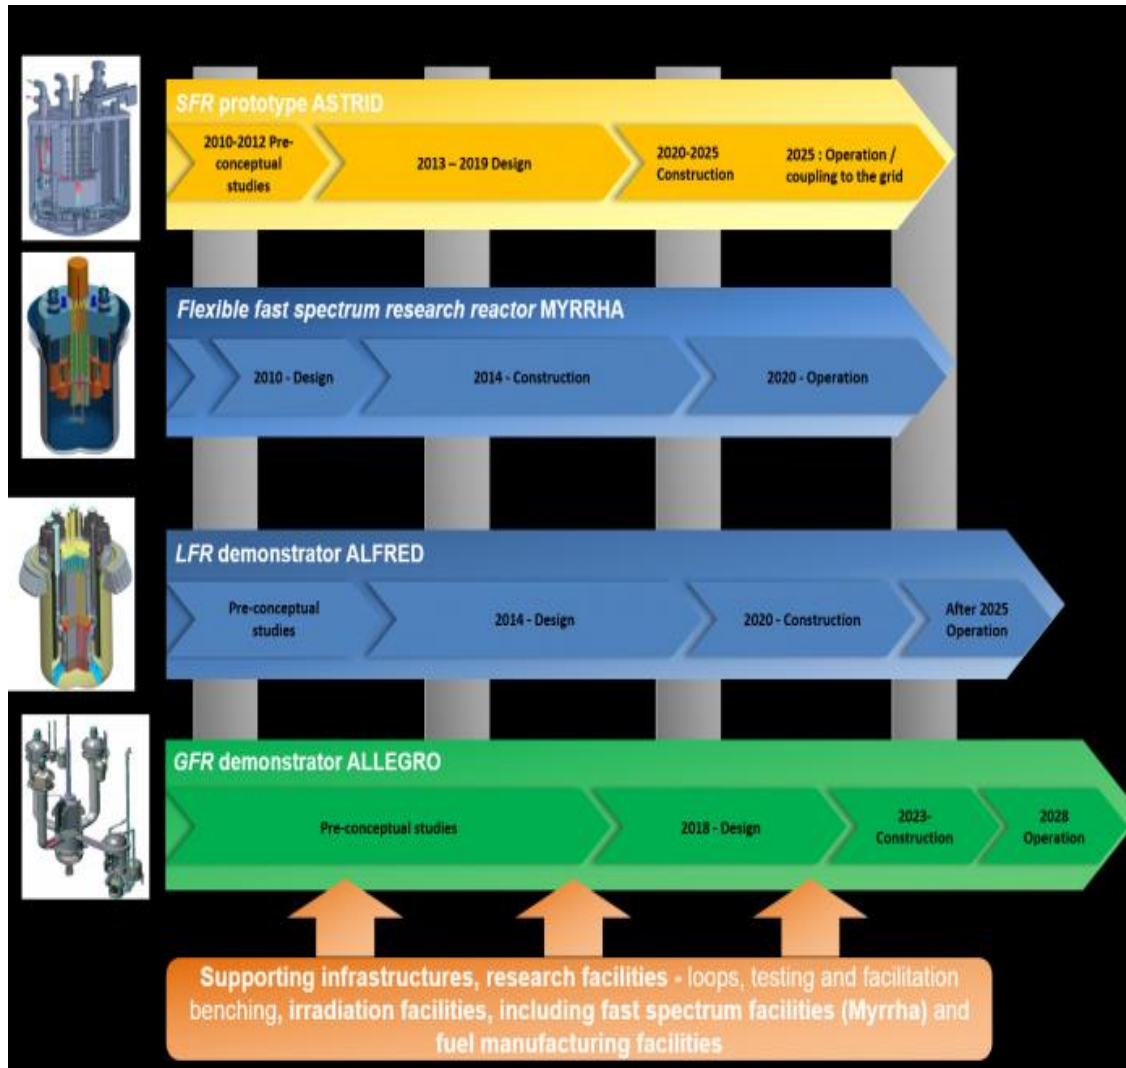 SFR prototype ASTRID
2010-2012 Pre-
conceptual
studies
2013 – 2019 Design
2020-2025
Construction
2025 : Operation /
coupling to the grid
Flexible fast spectrum research reactor MYRRHA
2010 - Design
2014 - Construction
2020 - Operation
LFR demonstrator ALFRED
Pre-conceptual
studies
2014 - Design
2020 - Construction
After 2025
Operation
GFR demonstrator ALLEGRO
Pre-conceptual studies
2018 - Design
2023-
Construction
2028
Operation
Supporting infrastructures, research facilities - loops, testing and facilitation
benching, irradiation facilities, including fast spectrum facilities (Myrrha) and
fuel manufacturing facilities